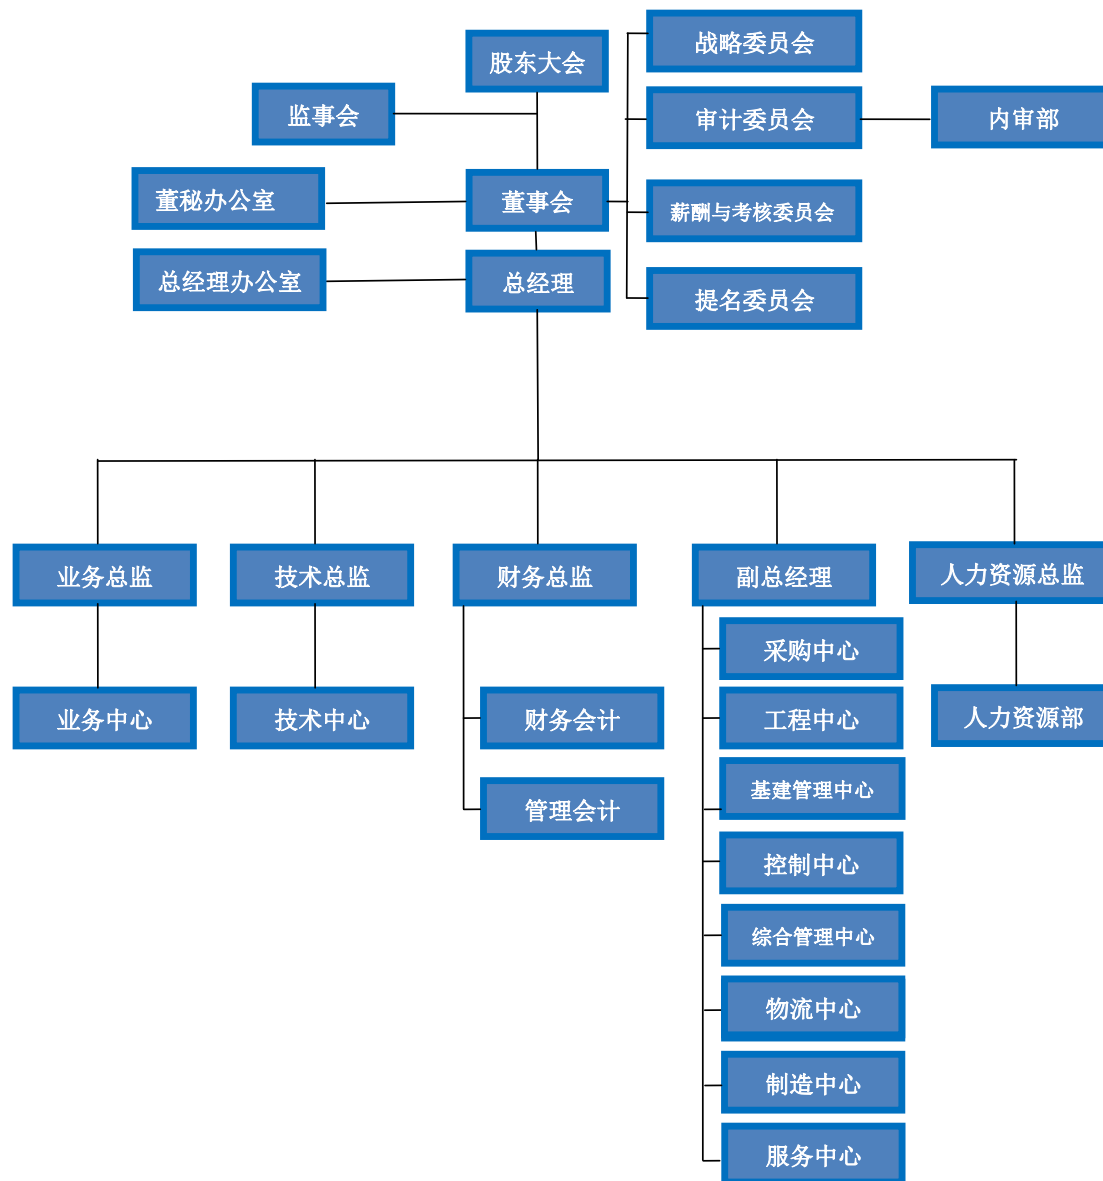 股东大会
战略委员会
监事会
审计委员会
内审部
董秘办公室
董事会
薪酬与考核委员会
总经理办公室
总经理
提名委员会
业务总监
技术总监
财务总监
副总经理
人力资源总监
业务中心
技术中心
财务会计
管理会计
采购中心
工程中心
基建管理中心
控制中心
综合管理中心
物流中心
制造中心
服务中心
人力资源部